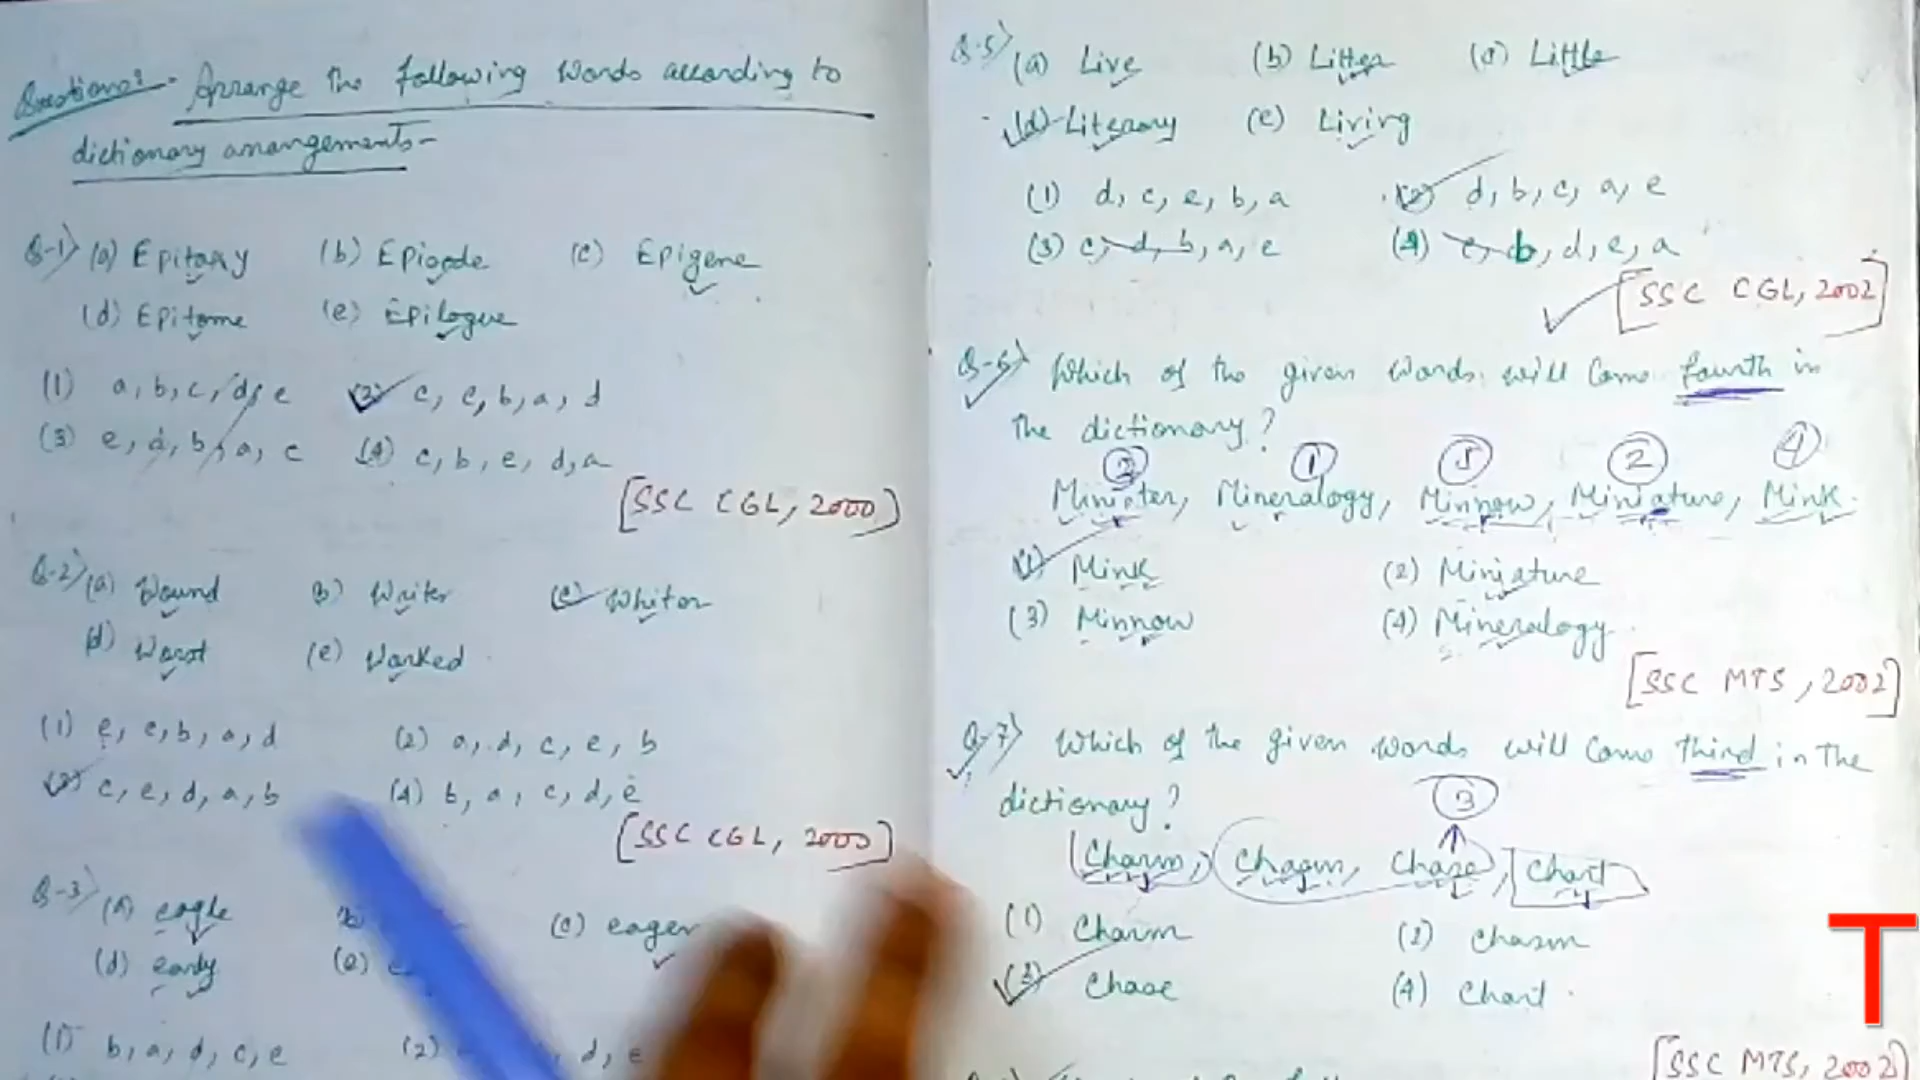 Questions:- Arrange the following words according to
dictionary arrangements-
Q-1) (a) Epitaxy (b) Episode (c) Epigene
(d) Epitome (e) Epilogue
(1) a, b, c, d, e (2) c, e, b, a, d
(3) e, d, b, a, c (4) c, b, e, d, a
[SSC CGL, 2000]
Q-2) (a) Wound (b) Writer (c) Whiter
(d) Worst (e) Worked
(1) e, c, b, a, d (2) a, d, c, e, b
(3) c, e, d, a, b (4) b, a, c, d, e
[SSC CGL, 2000]
Q-3) (a) eagle (c) eager
(d) early (e)
(1) b, a, d, c, e (2) d, e
Q-5) (a) Live (b) Litter (c) Little
(d) Literary (e) Living
(1) d, c, e, b, a (2) d, b, c, a, e
(3) c, d, b, a, e (4) c, b, d, e, a
[SSC CGL, 2002]
Q-6) Which of the given words will come fourth in
the dictionary?
3 1 5 2 4
Minister, Mineralogy, Minnow, Miniature, Mink.
(1) Mink (2) Miniature
(3) Minnow (4) Mineralogy
[SSC MTS, 2002]
Q-7) Which of the given words will come third in the
dictionary? 3
Charm, Chasm, Chase, Chart
(1) Charm (2) Chasm
(3) Chase (4) Chart
[SSC MTS, 2002]
T